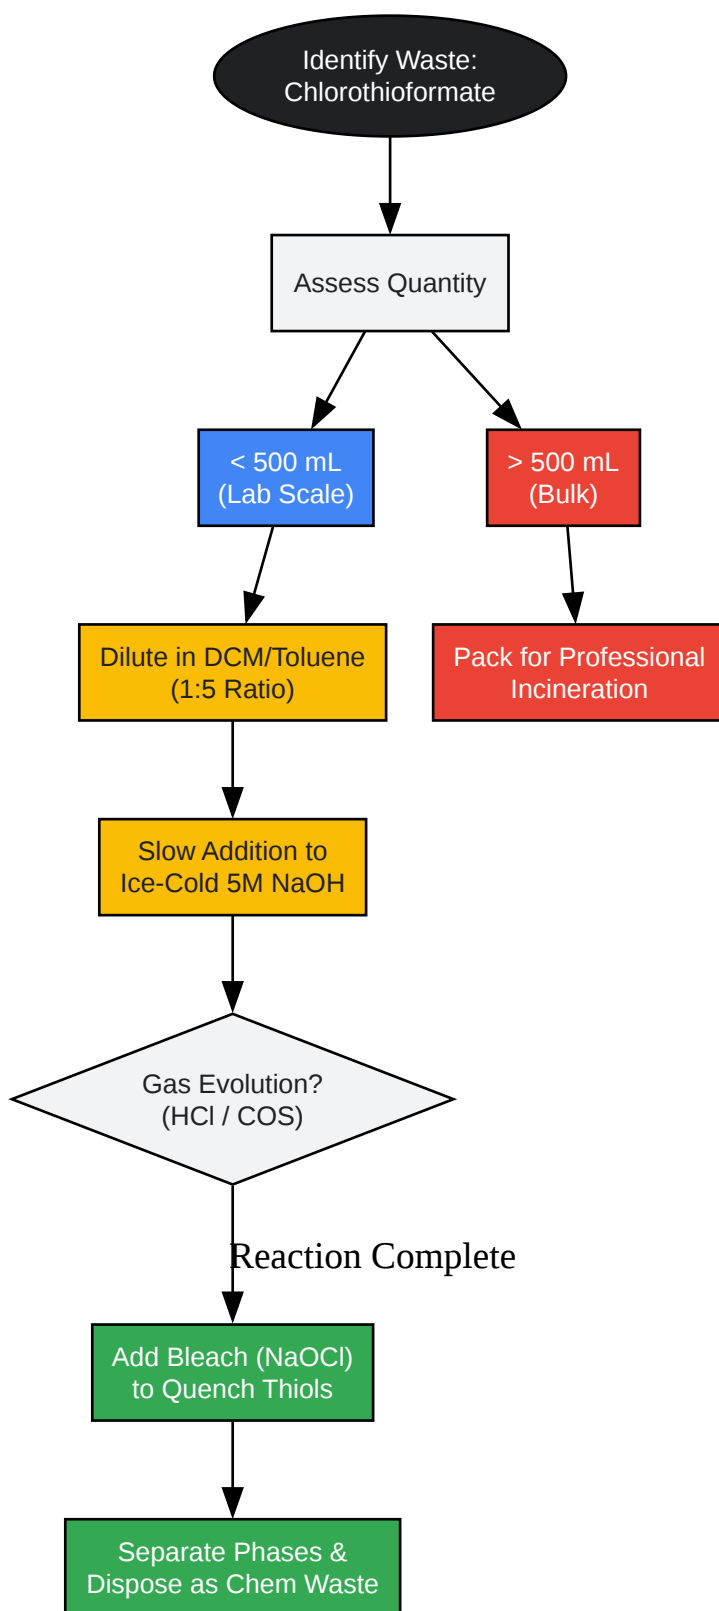 Identify Waste:
Chlorothioformate
Assess Quantity
< 500 mL
(Lab Scale)
> 500 mL
(Bulk)
Dilute in DCM/Toluene
(1:5 Ratio)
Pack for Professional
Incineration
Slow Addition to
Ice-Cold 5M NaOH
Gas Evolution?
(HCl / COS)
Reaction Complete
Add Bleach (NaOCl)
to Quench Thiols
Separate Phases &
Dispose as Chem Waste